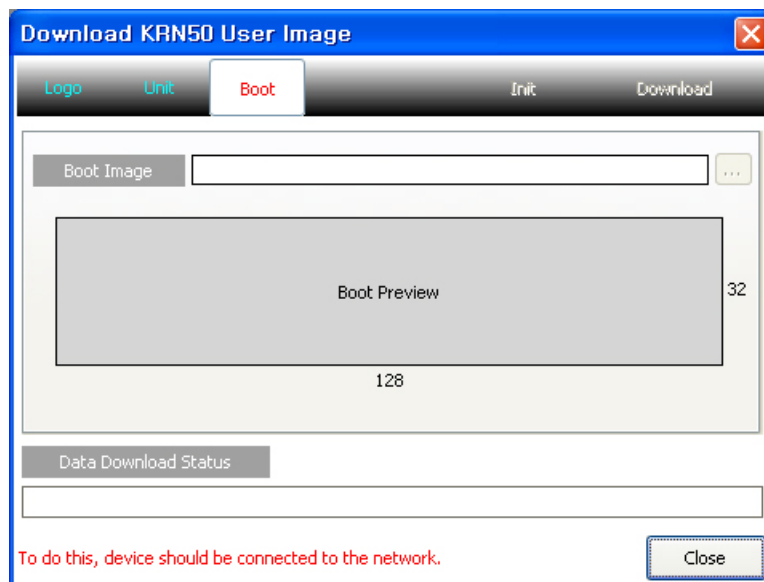 Download KRN50 User Image
Logo Unit Boot Init Download
Boot Image ...
Boot Preview
32
128
Data Download Status
To do this, device should be connected to the network.
Close